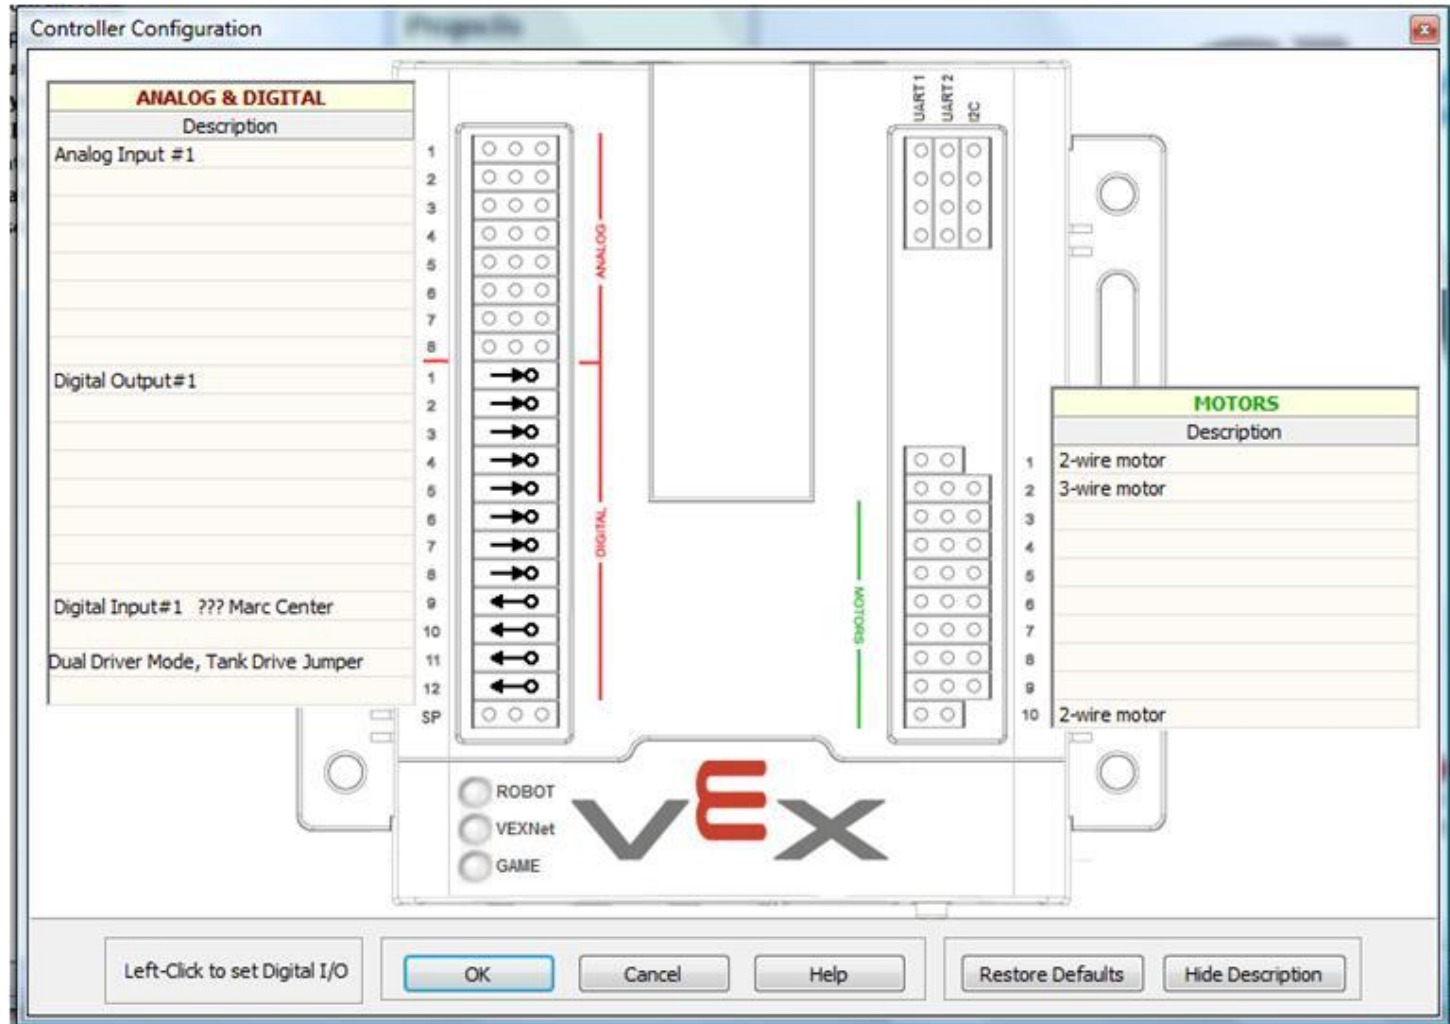 Controller Configuration
Projects
ANALOG & DIGITAL
Description
Analog Input #1
Digital Output#1
Digital Input#1 ??? Marc Center
Dual Driver Mode, Tank Drive Jumper
1
2
3
4
5
6
7
8
1
2
3
4
5
6
7
8
9
10
11
12
SP
ANALOG
DIGITAL
UART 1
UART 2
I2C
MOTORS
1
2
3
4
5
6
7
8
9
10
MOTORS
Description
2-wire motor
3-wire motor
2-wire motor
ROBOT
VEXNet
GAME
VEX
Left-Click to set Digital I/O
OK
Cancel
Help
Restore Defaults
Hide Description